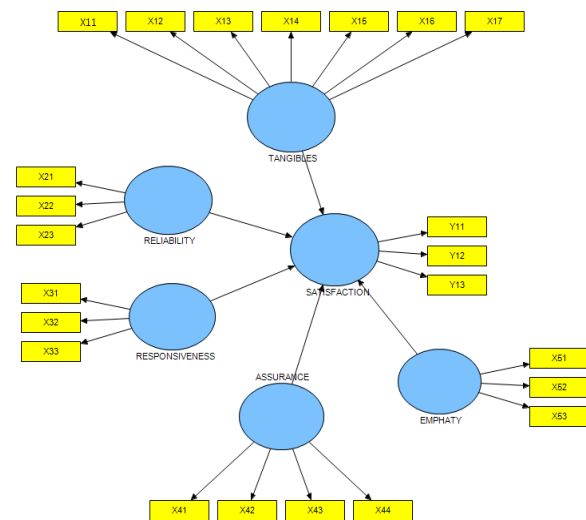 X11
X12
X13
X14
X15
X16
X17
TANGIBLES
X21
X22
X23
RELIABILITY
Y11
Y12
Y13
SATISFACTION
X31
X32
X33
RESPONSIVENESS
ASSURANCE
X51
X52
X53
EMPHATY
X41
X42
X43
X44